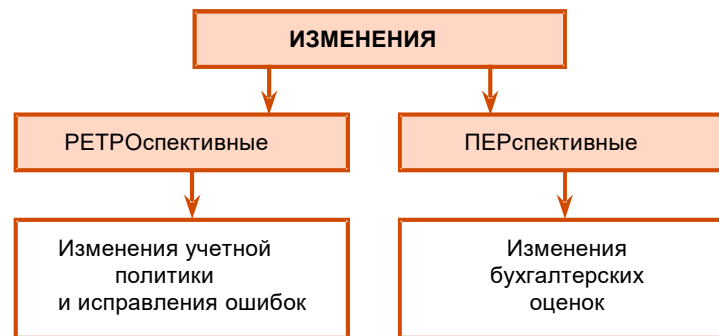 ИЗМЕНЕНИЯ
РЕТРОспективные
ПЕРспективные
Изменения учетной
политики
и исправления ошибок
Изменения
бухгалтерских
оценок